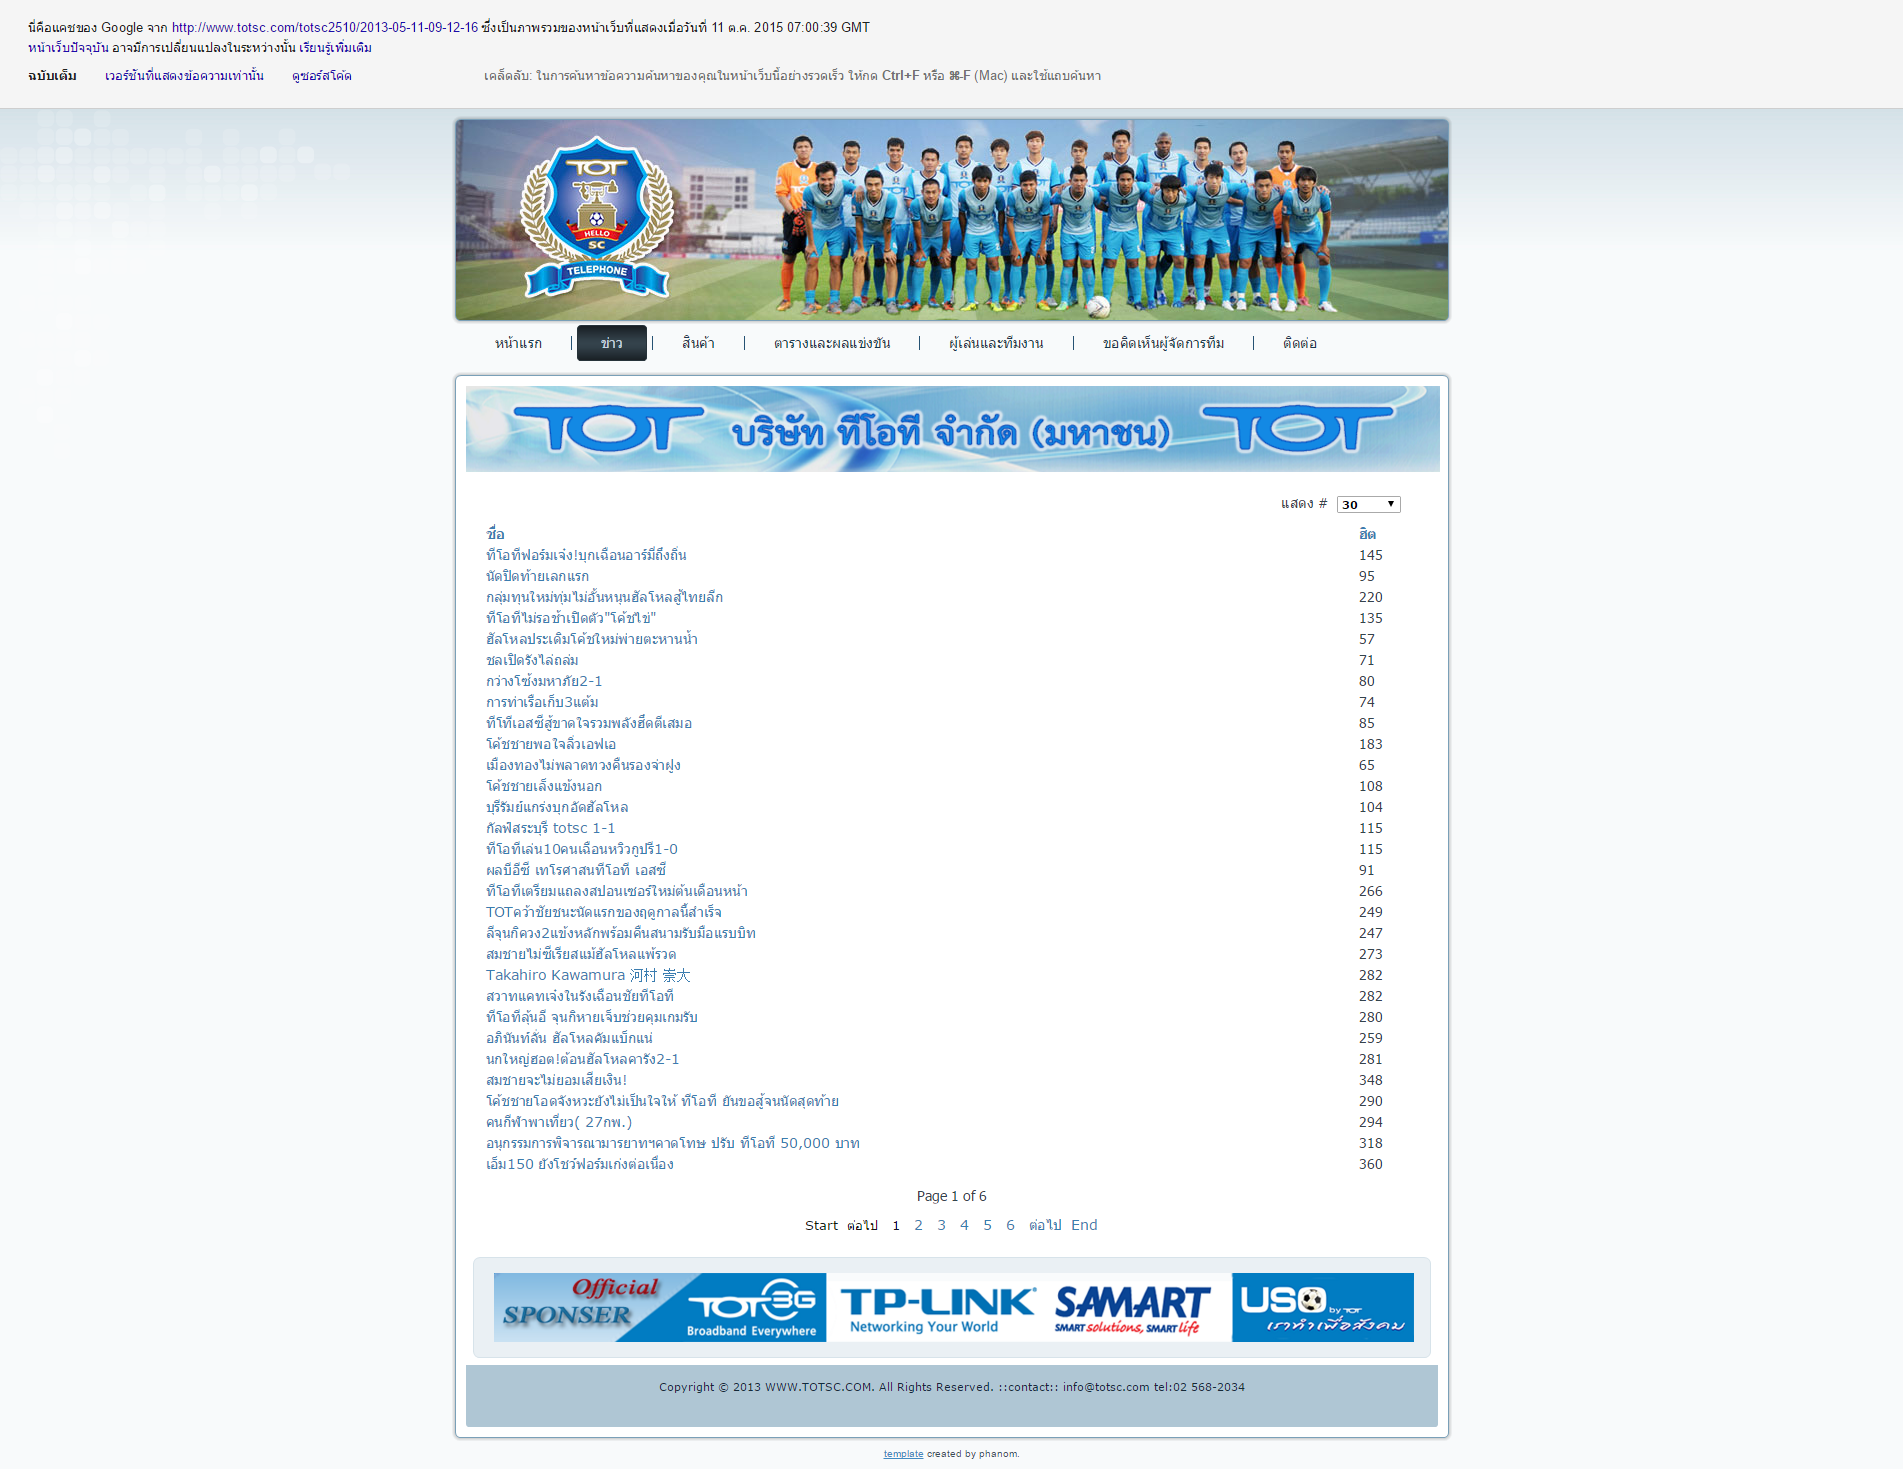 นี่คือแคชของ Google จาก http://www.totsc.com/totsc2510/2013-05-11-09-12-16 ซึ่งเป็นภาพรวมของหน้าเว็บที่แสดงเมื่อวันที่ 11 ต.ค. 2015 07:00:39 GMT
หน้าเว็บปัจจุบัน อาจมีการเปลี่ยนแปลงในระหว่างนั้น เรียนรู้เพิ่มเติม
ฉบับเต็ม เวอร์ชันที่แสดงข้อความเท่านั้น ดูซอร์สโค้ด เคล็ดลับ: ในการค้นหาข้อความค้นหาของคุณในหน้าเว็บนี้อย่างรวดเร็ว ให้กด Ctrl+F หรือ ⌘-F (Mac) และใช้แถบค้นหา
TOT
HELLO
SC
TELEPHONE
หน้าแรก | ข่าว | สินค้า | ตารางและผลแข่งขัน | ผู้เล่นและทีมงาน | ขอคิดเห็นผู้จัดการทีม | ติดต่อ
TOT บริษัท ทีโอที จำกัด (มหาชน) TOT
แสดง # 30
ชื่อ ฮิต
ทีโอทีฟอร์มเจ๋ง!บุกเฉือนอาร์มี่ถึงถิ่น 145
นัดปิดท้ายเลกแรก 95
กลุ่มทุนใหม่ทุ่มไม่อั้นหนุนฮัลโหลสู้ไทยลีก 220
ทีโอทีไม่รอช้ำเปิดตัว"โค้ชไข่" 135
ฮัลโหลประเดิมโค้ชใหม่พ่ายตะหานน้ำ 57
ชลเปิดรังไล่ถล่ม 71
กว่างโซ้งมหาภัย2-1 80
การท่าเรือเก็บ3แต้ม 74
ทีโทีเอสซีสู้ขาดใจรวมพลังฮึ๊ดตีเสมอ 85
โค้ชชายพอใจลิ่วเอฟเอ 183
เมืองทองไม่พลาดทวงคืนรองจ่าฝูง 65
โค้ชชายเล็งแข้งนอก 108
บุรีรัมย์แกร่งบุกอัดฮัลโหล 104
กัลฟ์สระบุรี totsc 1-1 115
ทีโอทีเล่น10คนเฉือนหวิวกูปรี1-0 115
ผลบีอีซี เทโรศาสนทีโอที เอสซี 91
ทีโอทีเตรียมแถลงสปอนเซอร์ใหม่ต้นเดือนหน้า 266
TOTคว้าชัยชนะนัดแรกของฤดูกาลนี้สำเร็จ 249
ลีจุนกิควง2แข้งหลักพร้อมคืนสนามรับมือแรบบิท 247
สมชายไม่ซีเรียสแม้ฮัลโหลแพ้รวด 273
Takahiro Kawamura 河村 崇大 282
สวาทแคทเจ๋งในรังเฉือนชัยทีโอที 282
ทีโอทีลุ้นอี จุนกิหายเจ็บช่วยคุมเกมรับ 280
อภินันท์ลั่น ฮัลโหลคัมแบ็กแน่ 259
นกใหญ่ฮอต!ต้อนฮัลโหลคารัง2-1 281
สมชายจะไม่ยอมเสียเงิน! 348
โค้ชชายโอดจังหวะยังไม่เป็นใจให้ ทีโอที ยันขอสู้จนนัดสุดท้าย 290
คนกีฬาพาเที่ยว( 27กพ.) 294
อนุกรรมการพิจารณามารยาทฯคาดโทษ ปรับ ทีโอที 50,000 บาท 318
เอ็ม150 ยังโชว์ฟอร์มเก่งต่อเนื่อง 360
Page 1 of 6
Start ต่อไป 1 2 3 4 5 6 ต่อไป End
Official SPONSER TOT3G Broadband Everywhere TP-LINK Networking Your World SAMART SMART solutions, SMART life USO by TOT เราทำเพื่อสังคม
Copyright © 2013 WWW.TOTSC.COM. All Rights Reserved. ::contact:: info@totsc.com tel:02 568-2034
template created by phanom.